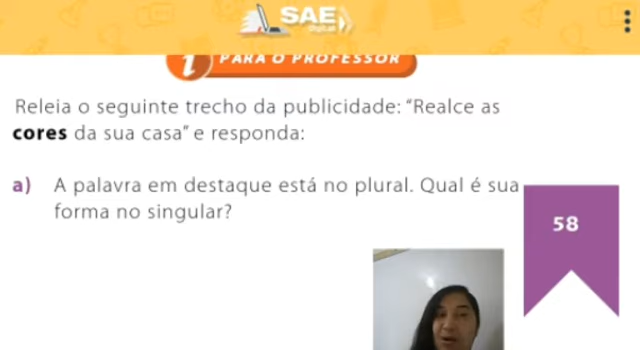 SAE
digital
PARA O PROFESSOR
Releia o seguinte trecho da publicidade: “Realce as
cores da sua casa” e responda:
a) A palavra em destaque está no plural. Qual é sua
forma no singular?
58